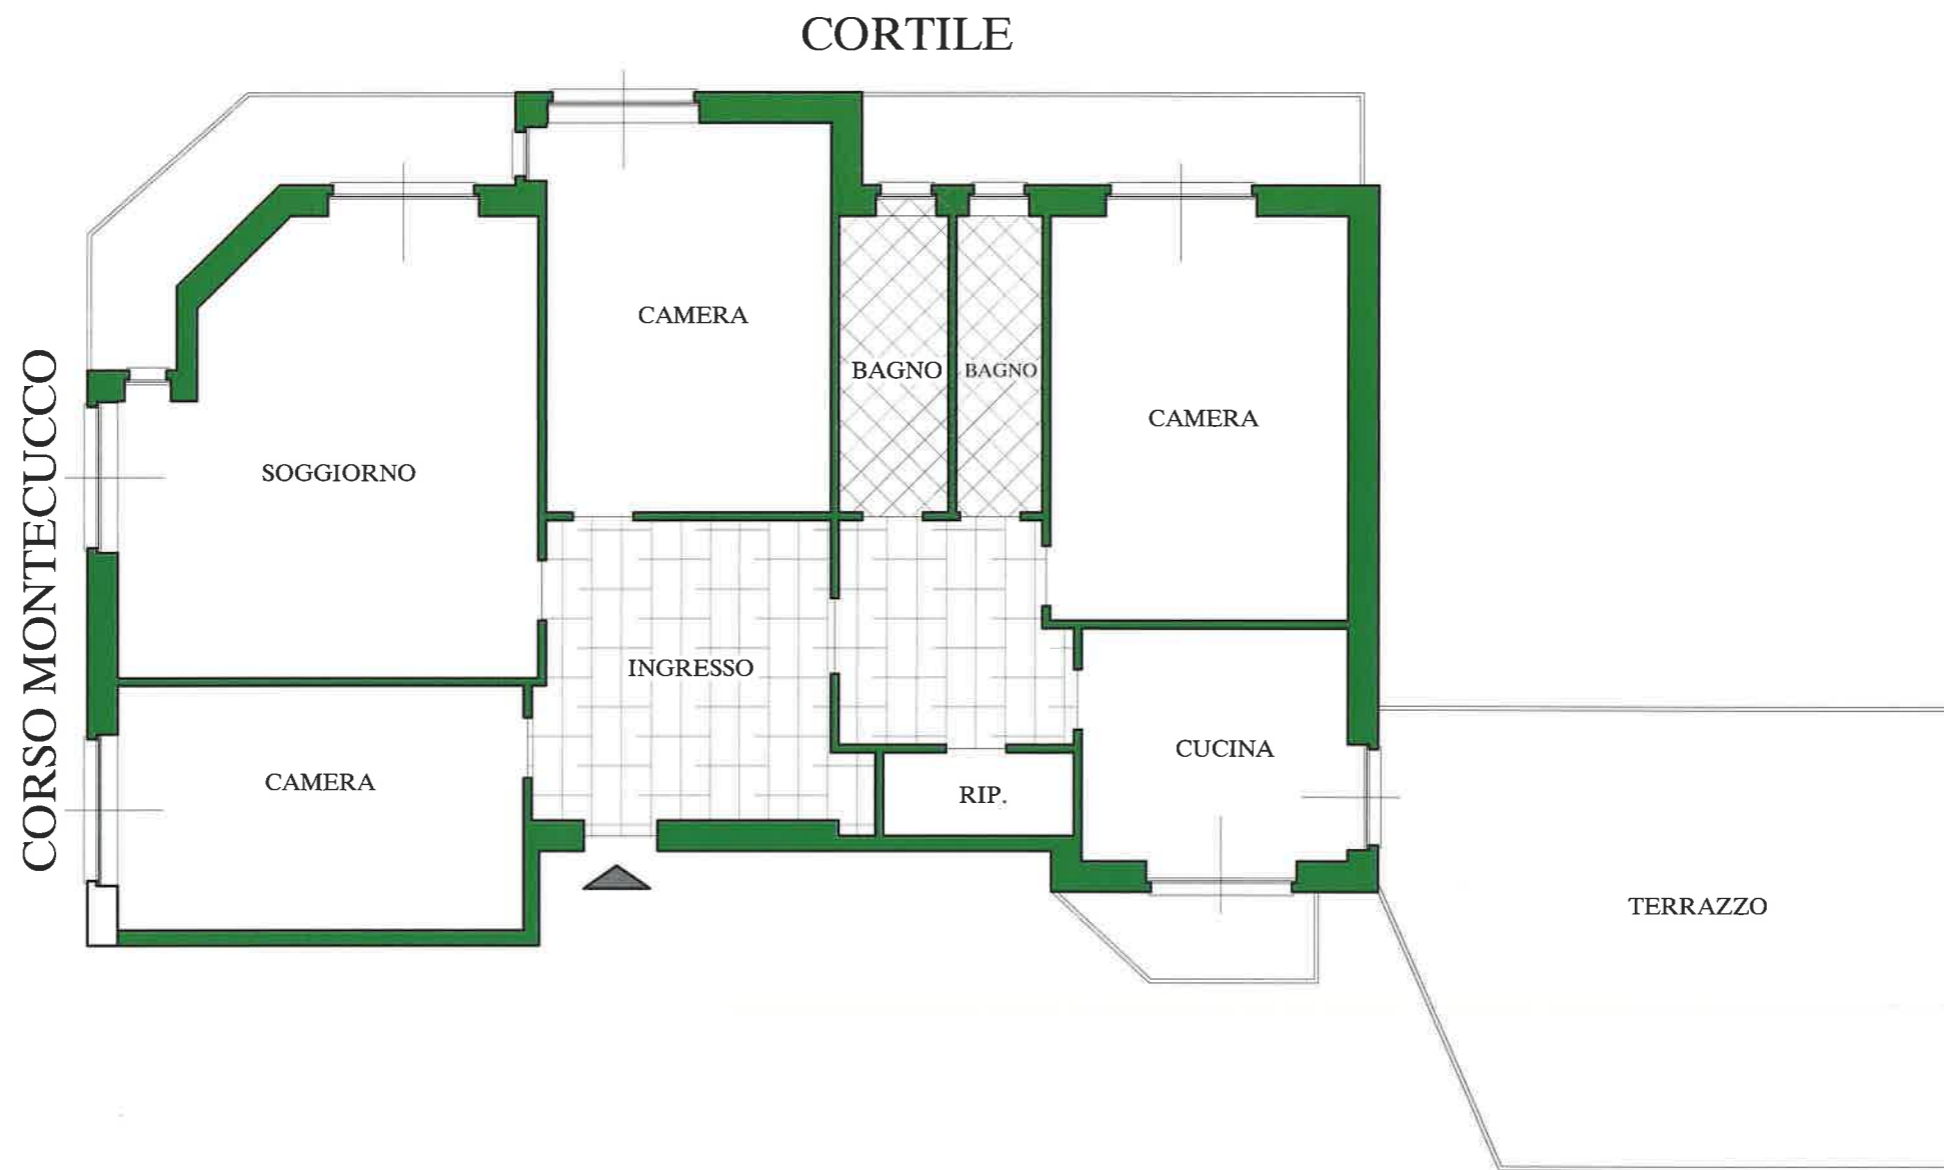 CORTILE
CAMERA
BAGNO
BAGNO
CAMERA
SOGGIORNO
CORSO MONTECUCCO
INGRESSO
CUCINA
CAMERA
RIP.
TERRAZZO